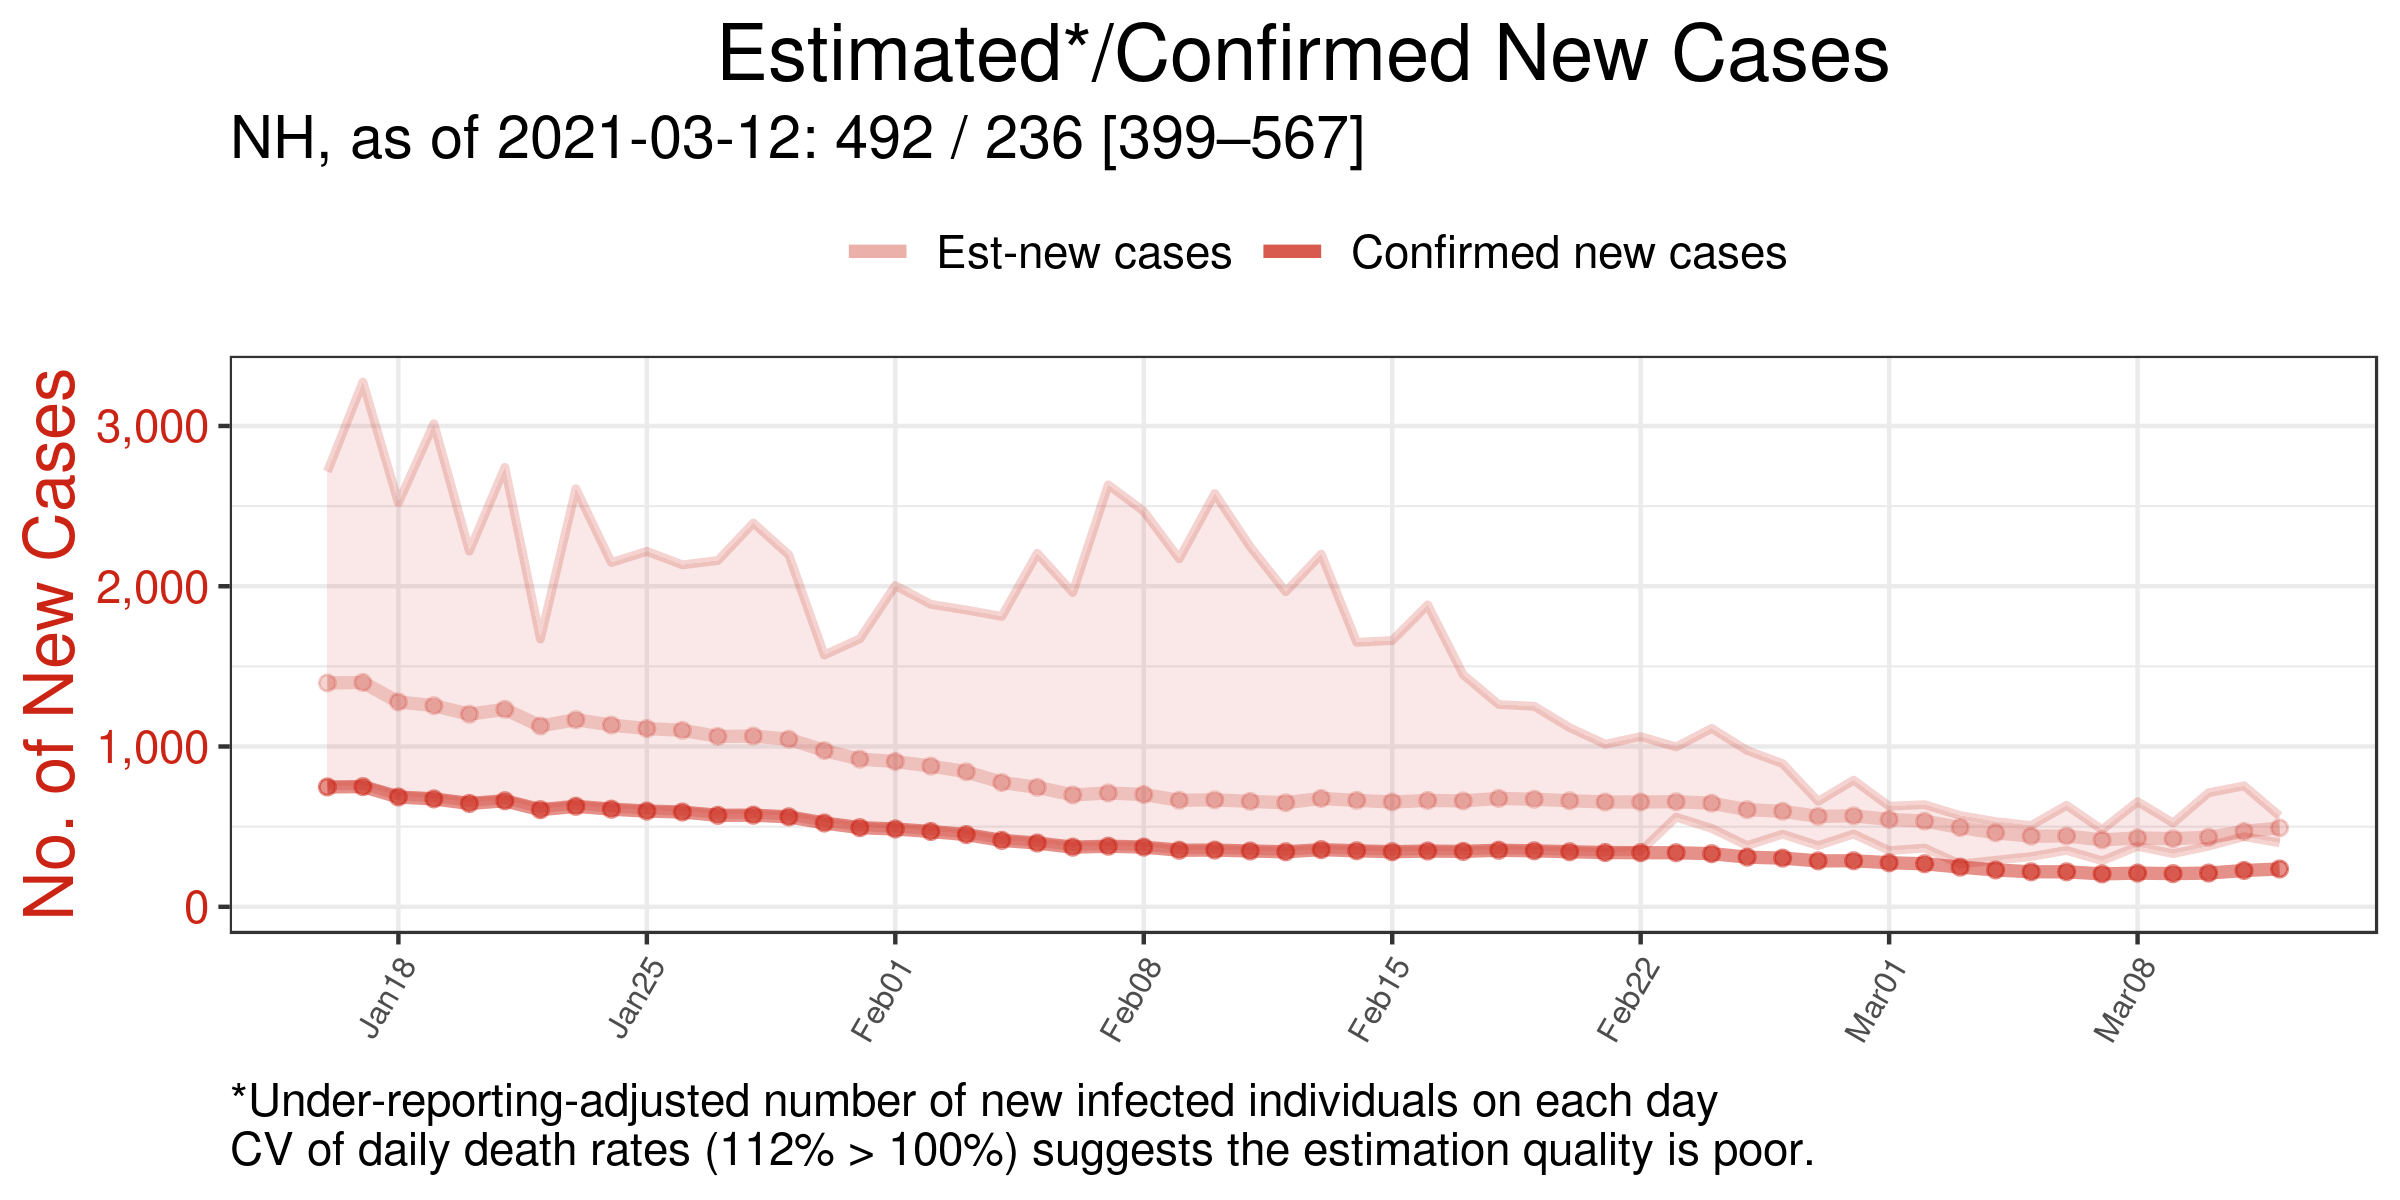 Estimated*/Confirmed New Cases
NH, as of 2021-03-12: 492 / 236 [399–567]
Est-new cases
Confirmed new cases
No. of New Cases
3,000
2,000
1,000
0
Jan18
Jan25
Feb01
Feb08
Feb15
Feb22
Mar01
Mar08
*Under-reporting-adjusted number of new infected individuals on each day
CV of daily death rates (112% > 100%) suggests the estimation quality is poor.